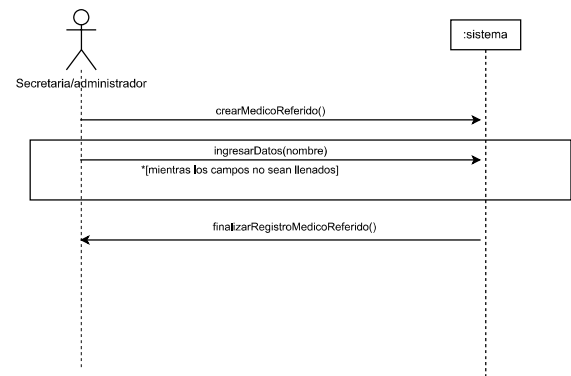 :sistema
Secretaria/administrador
crearMedicoReferido()
ingresarDatos(nombre)
*[mientras los campos no sean llenados]
finalizarRegistroMedicoReferido()